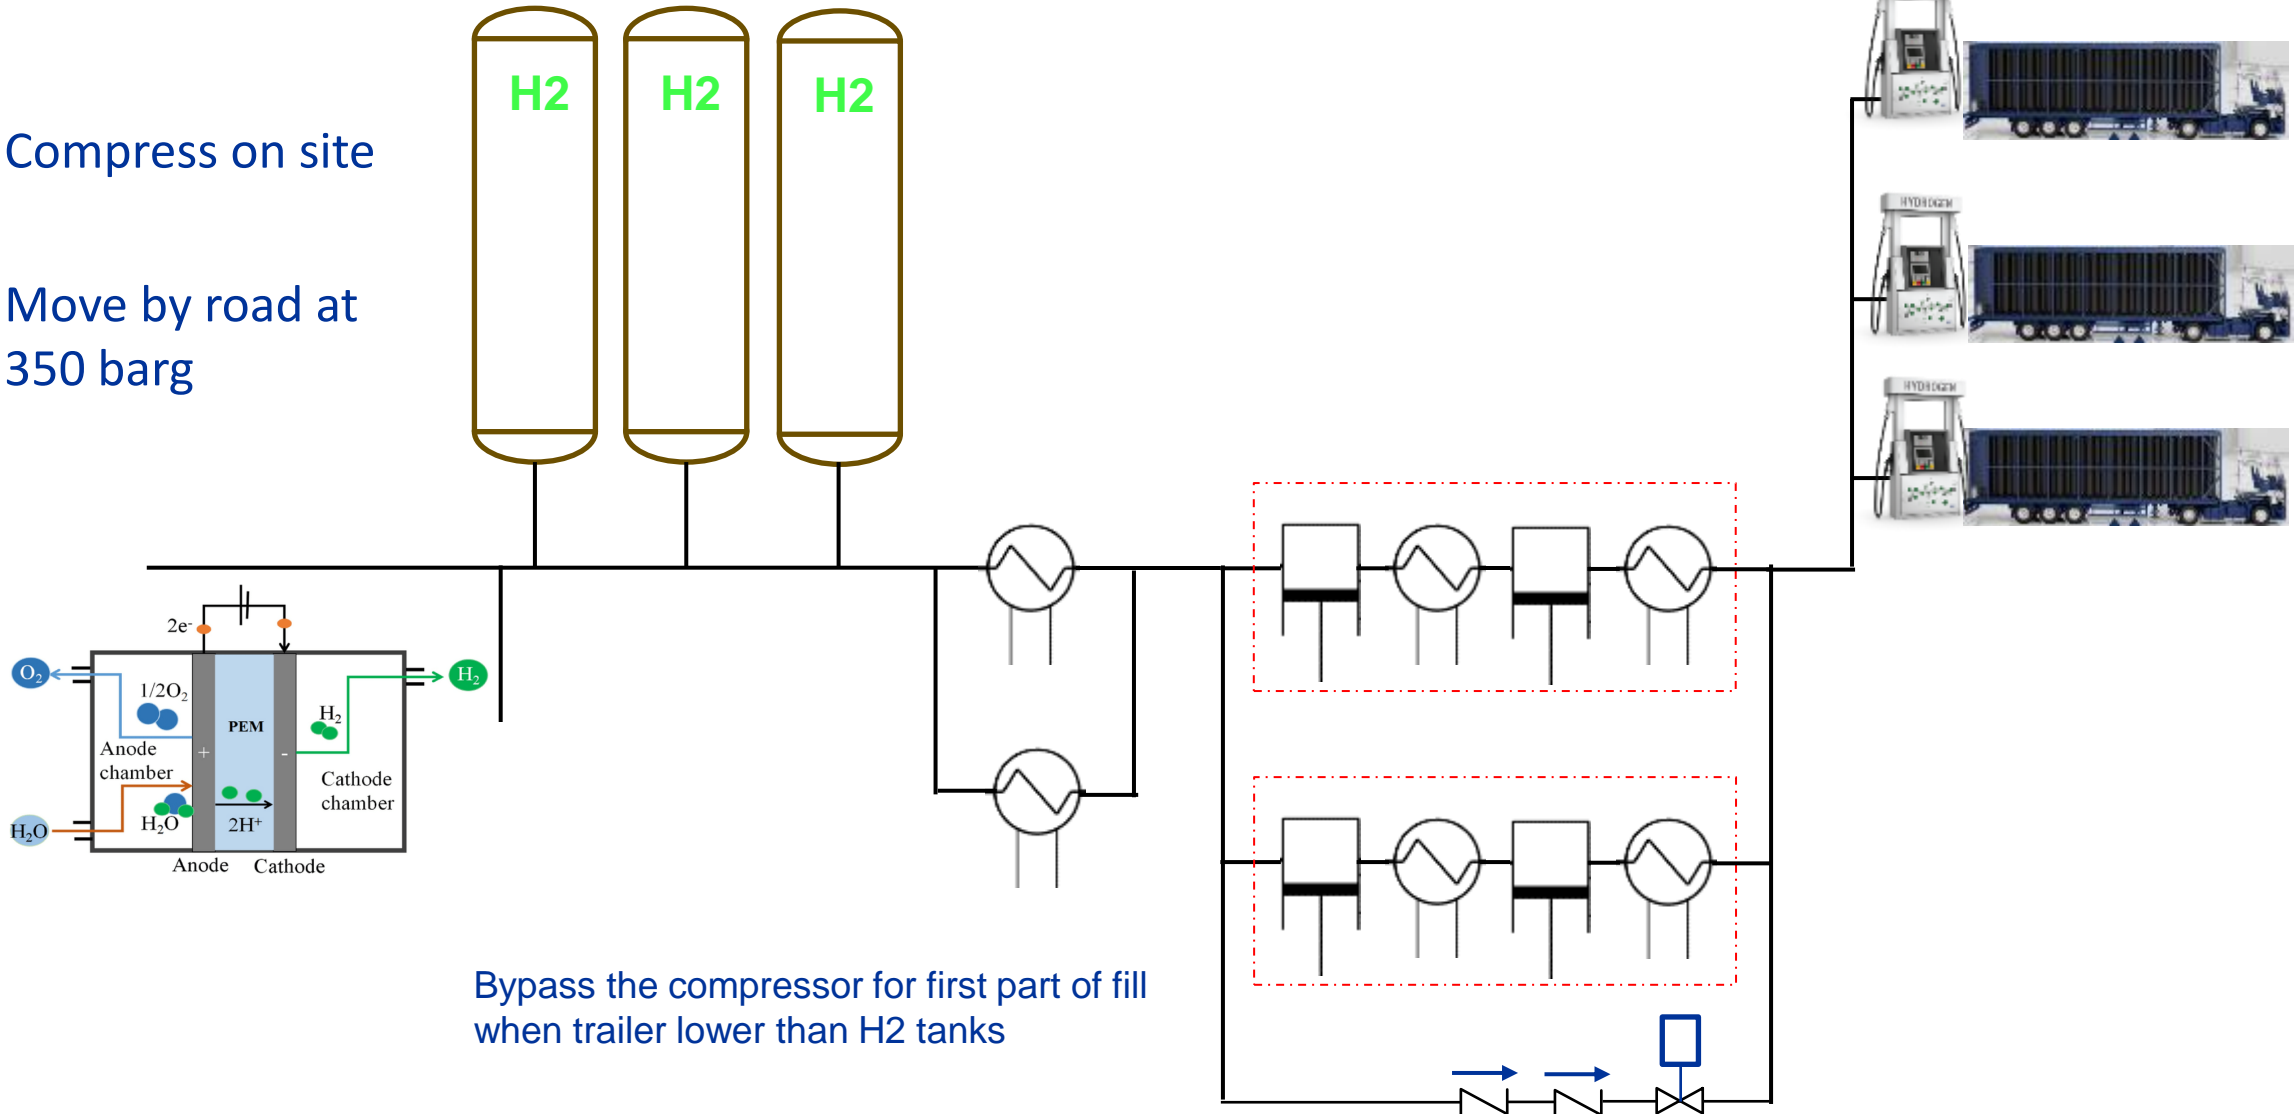 H2
H2
H2
Compress on site
Move by road at
350 barg
HYDROGEN
HYDROGEN
2e-
O2
1/2O2
H2
H2
PEM
+
-
Anode
chamber
Cathode
chamber
H2O
H2O
2H+
Anode
Cathode
Bypass the compressor for first part of fill
when trailer lower than H2 tanks